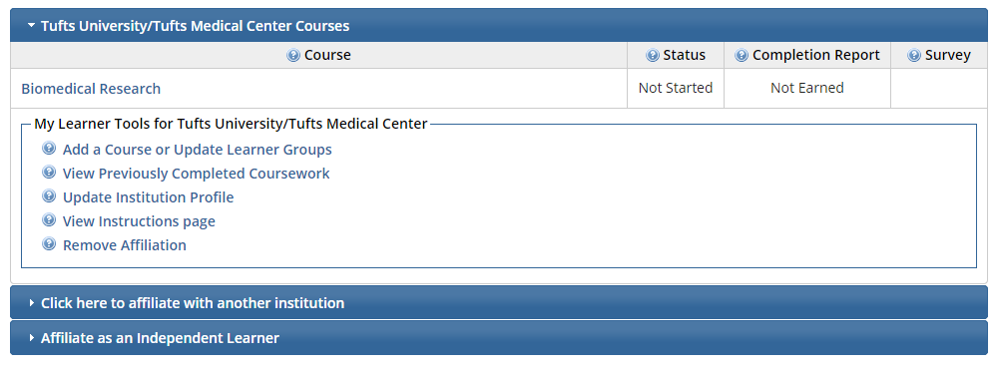 Tufts University/Tufts Medical Center Courses
Course Status Completion Report Survey
Biomedical Research Not Started Not Earned
My Learner Tools for Tufts University/Tufts Medical Center
Add a Course or Update Learner Groups
View Previously Completed Coursework
Update Institution Profile
View Instructions page
Remove Affiliation
Click here to affiliate with another institution
Affiliate as an Independent Learner